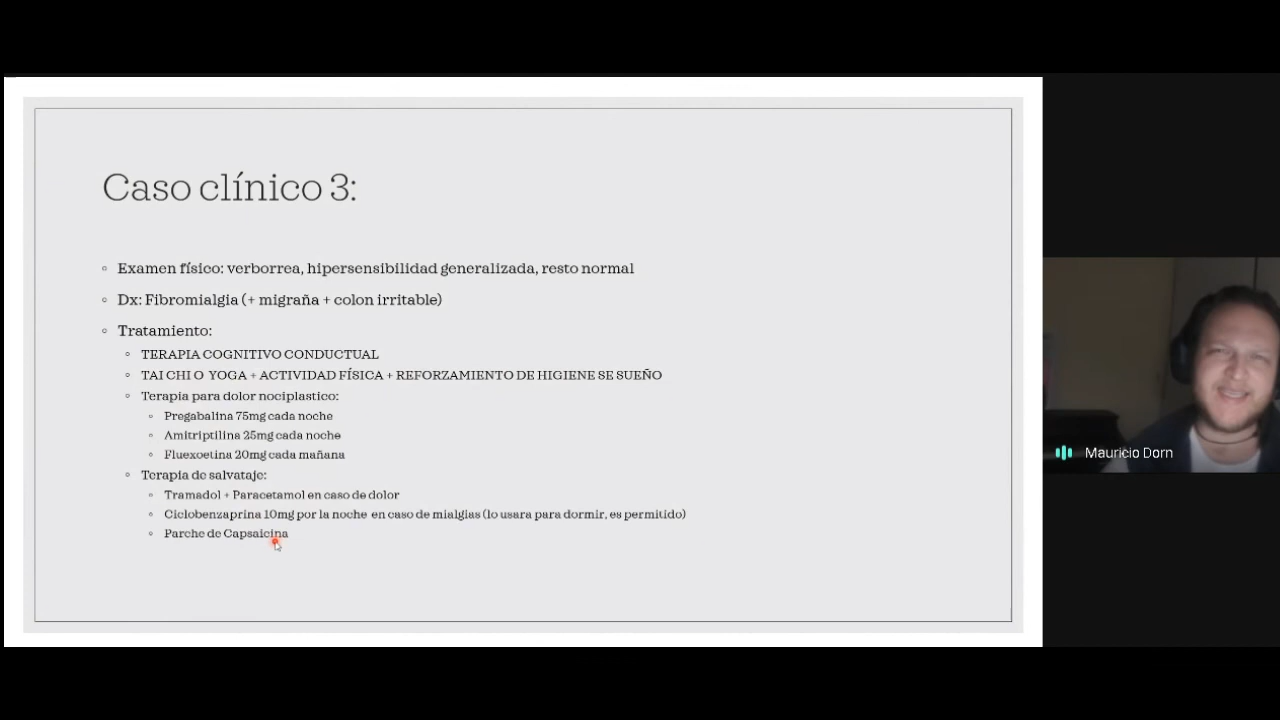 Caso clínico 3:
Examen físico: verborrea, hipersensibilidad generalizada, resto normal
Dx: Fibromialgia (+ migraña + colon irritable)
Tratamiento:
TERAPIA COGNITIVO CONDUCTUAL
TAI CHI O YOGA + ACTIVIDAD FÍSICA + REFORZAMIENTO DE HIGIENE SE SUEÑO
Terapia para dolor nociplastico:
Pregabalina 75mg cada noche
Amitriptilina 25mg cada noche
Fluexoetina 20mg cada mañana
Terapia de salvataje:
Tramadol + Paracetamol en caso de dolor
Ciclobenzaprina 10mg por la noche en caso de mialgias (lo usara para dormir, es permitido)
Parche de Capsaicina
Mauricio Dorn